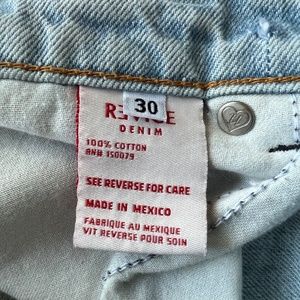 30
REVICE
DENIM
100% COTTON
RN# 150079
SEE REVERSE FOR CARE
MADE IN MEXICO
FABRIQUE AU MEXIQUE
VIT REVERSE POUR SOIN